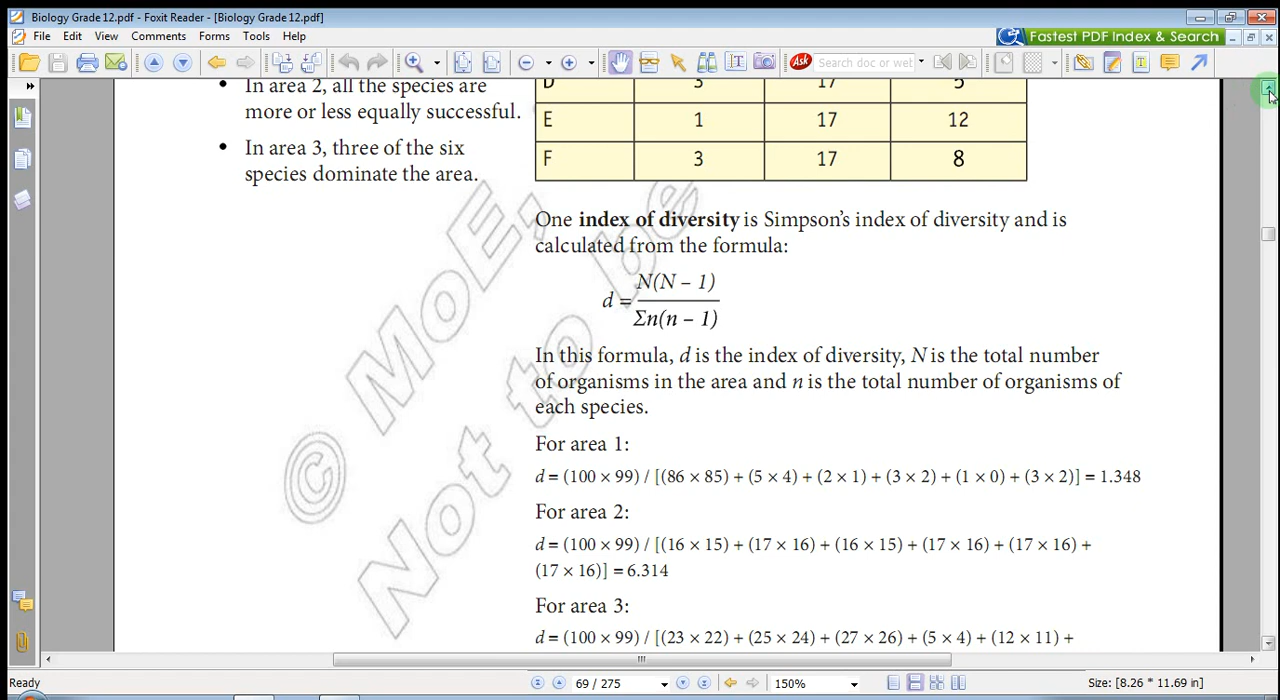 Biology Grade 12.pdf - Foxit Reader - [Biology Grade 12.pdf]
File Edit View Comments Forms Tools Help
Fastest PDF Index & Search
Ask Search doc or wel
• In area 2, all the species are
more or less equally successful.
• In area 3, three of the six
species dominate the area.
D 3 17 5
E 1 17 12
F 3 17 8
One index of diversity is Simpson's index of diversity and is
calculated from the formula:
d = N(N – 1)
Σn(n – 1)
In this formula, d is the index of diversity, N is the total number
of organisms in the area and n is the total number of organisms of
each species.
For area 1:
d = (100 × 99) / [(86 × 85) + (5 × 4) + (2 × 1) + (3 × 2) + (1 × 0) + (3 × 2)] = 1.348
For area 2:
d = (100 × 99) / [(16 × 15) + (17 × 16) + (16 × 15) + (17 × 16) + (17 × 16) +
(17 × 16)] = 6.314
For area 3:
d = (100 × 99) / [(23 × 22) + (25 × 24) + (27 × 26) + (5 × 4) + (12 × 11) +
© MoE,
Not to be
Ready 69 / 275 150% Size: [8.26 * 11.69 in]